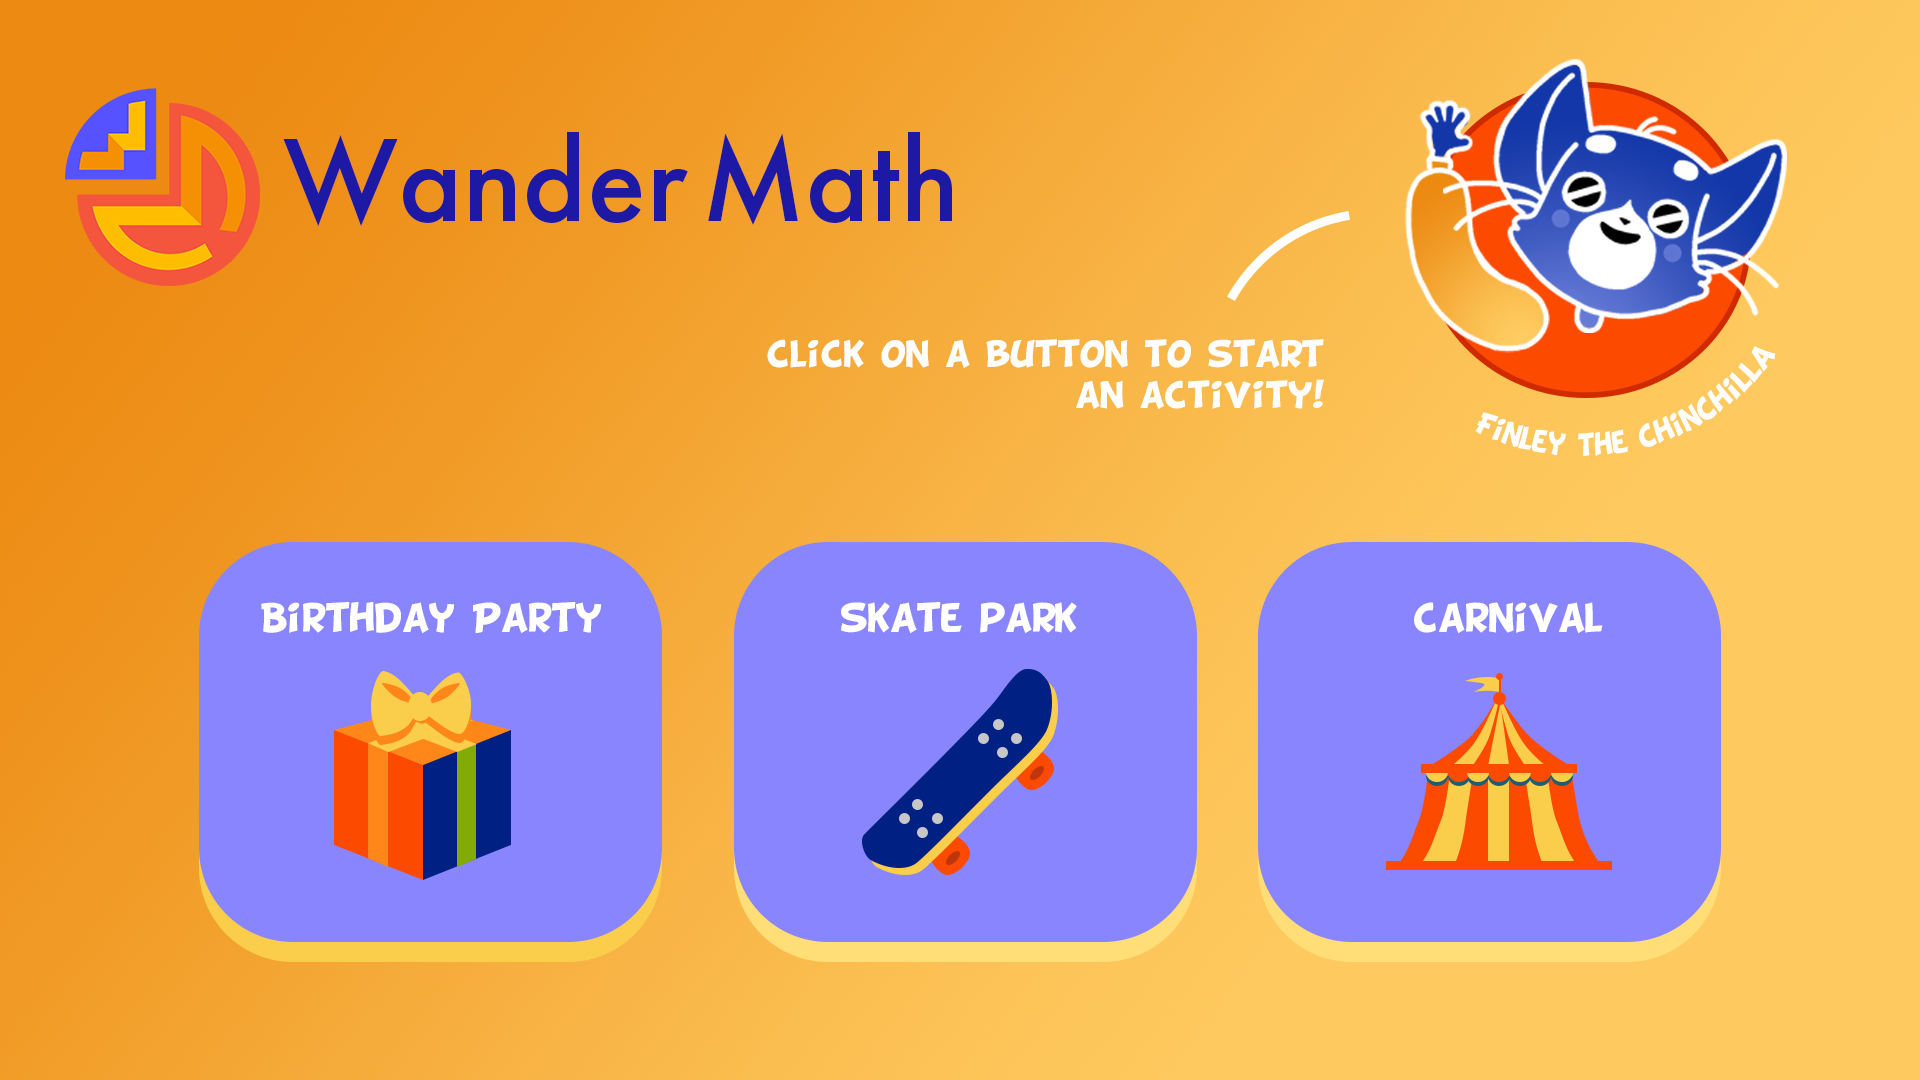 Wander Math
CLiCK ON A BUTTON TO START
AN ACTiViTY!
FiNLEY THE CHiNCHiLLA
BiRTHDAY PARTY
SKATE PARK
CARNiVAL